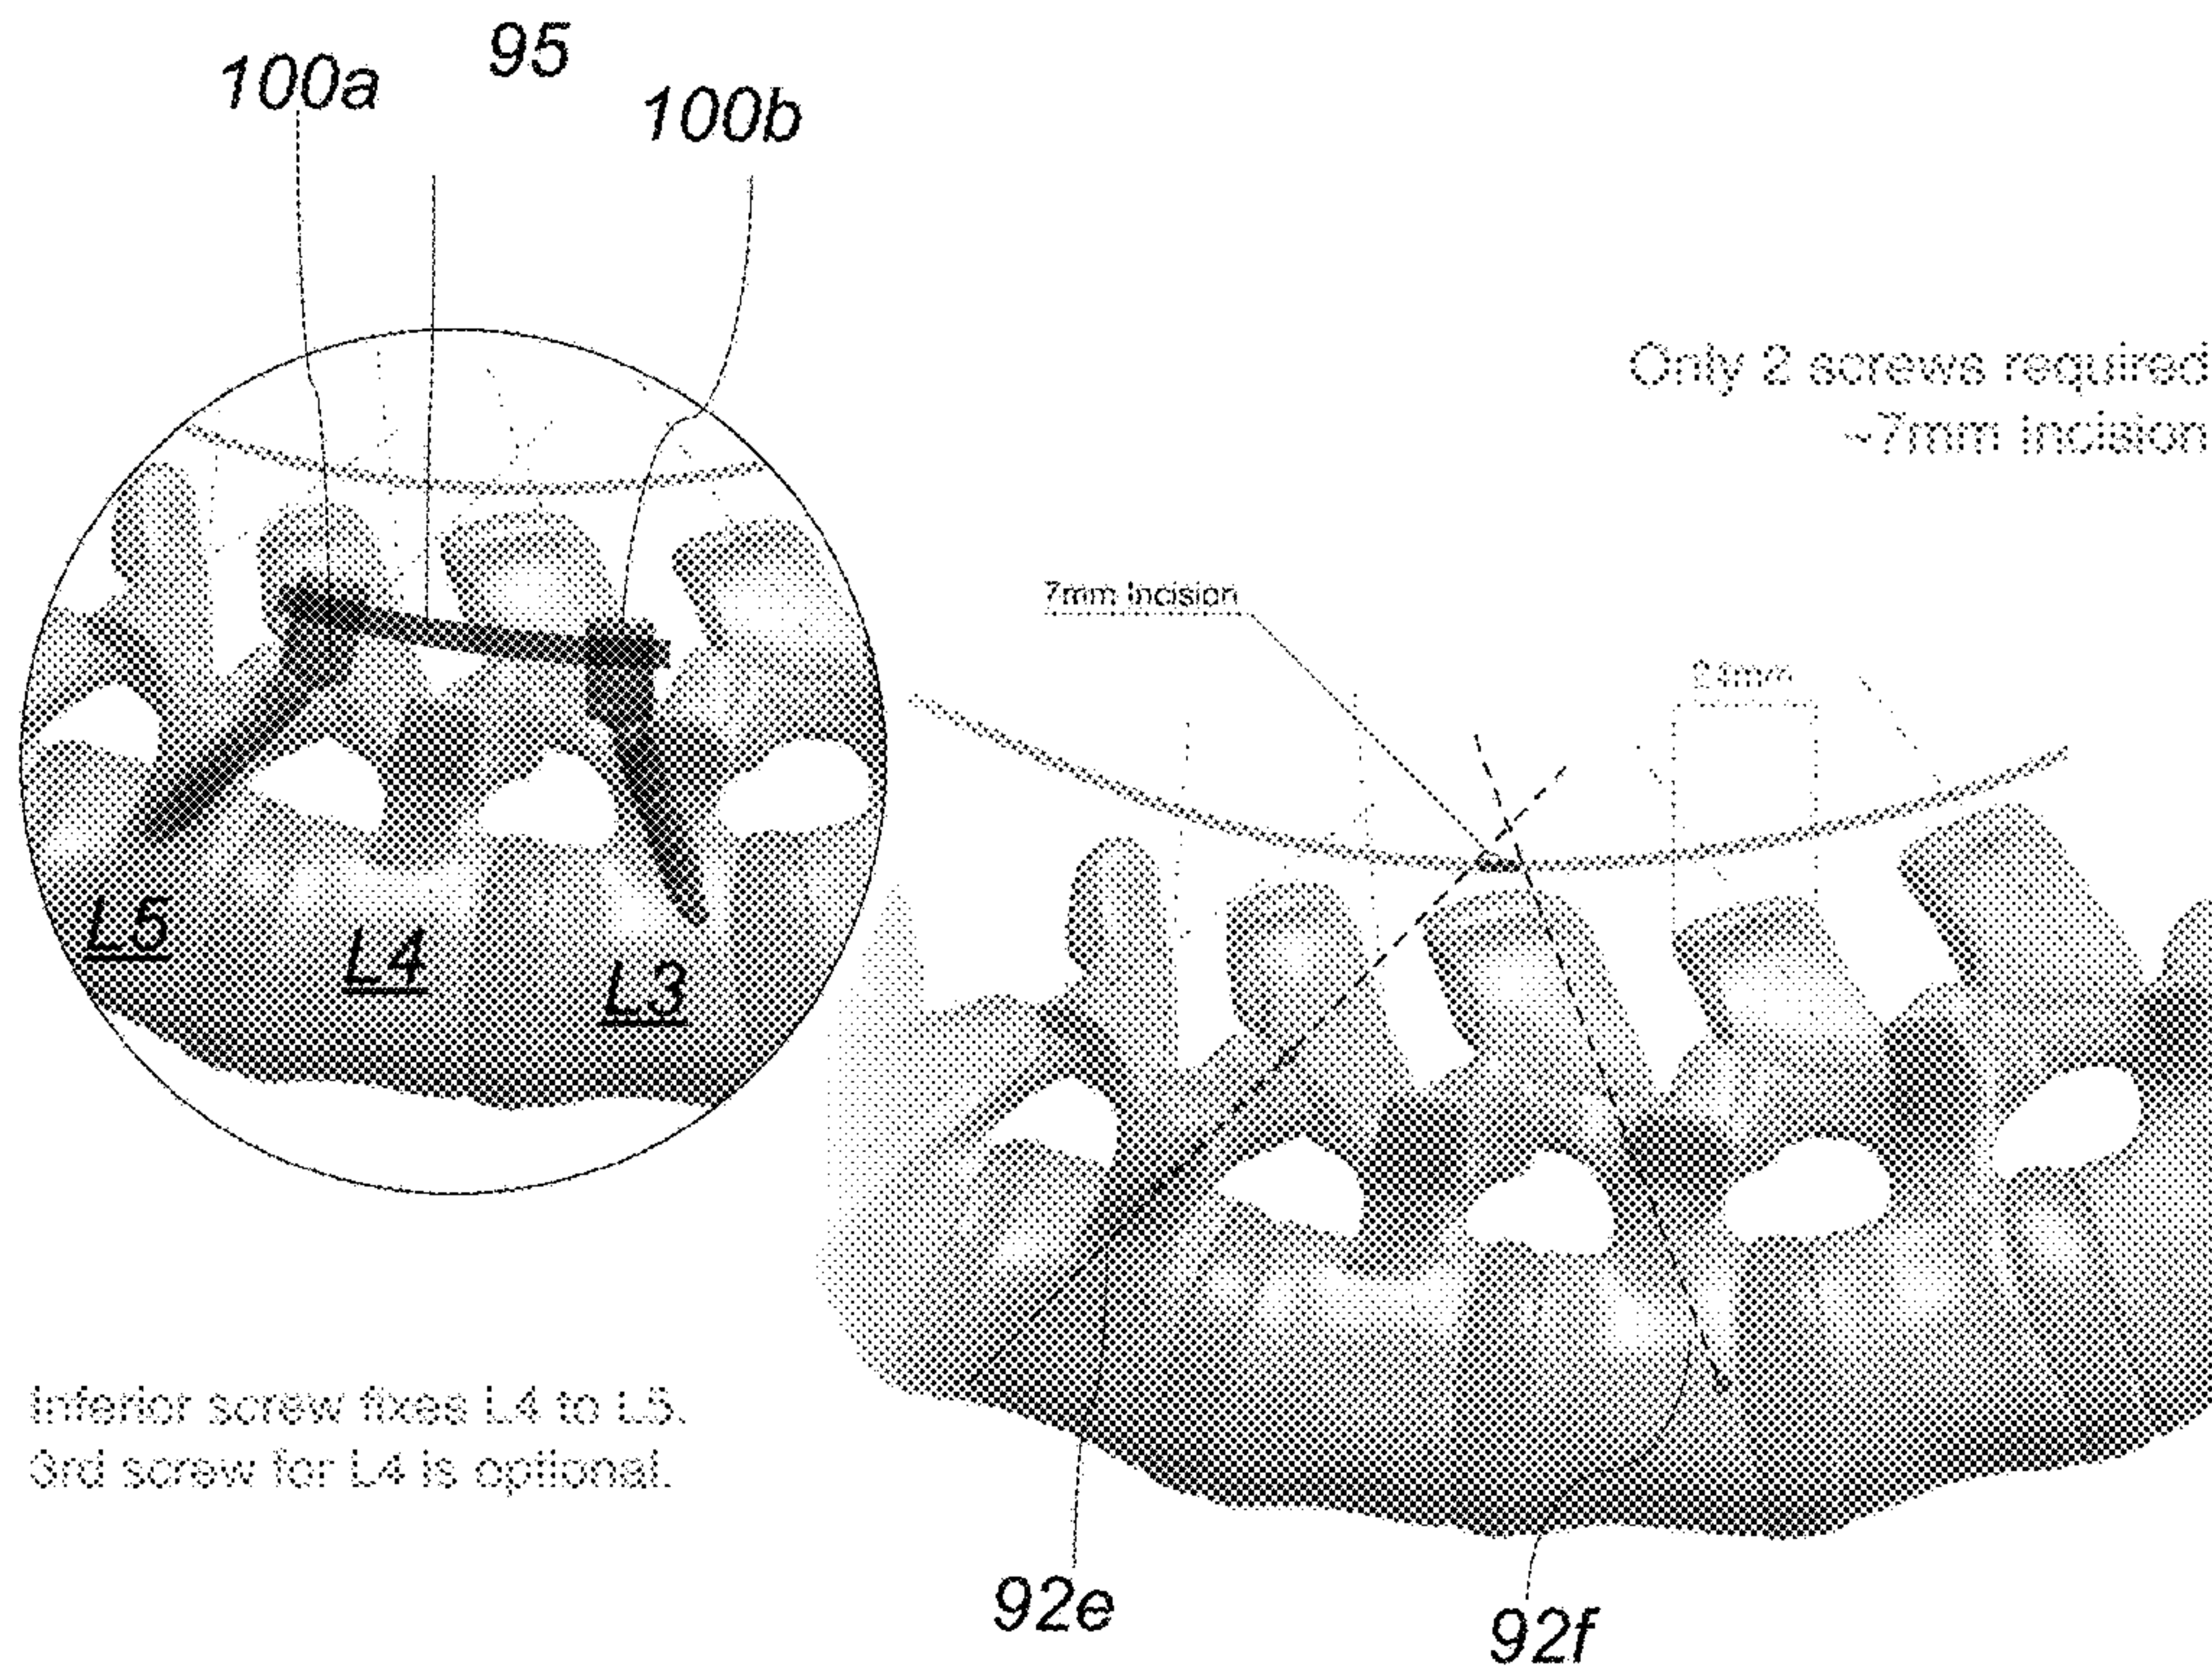 95
100a
100b
Only 2 screws required
~7mm Incision
7mm Incision
24mm
L5
L4
L3
Inferior screw fixes L4 to L5.
3rd screw for L4 is optional.
92e
92f